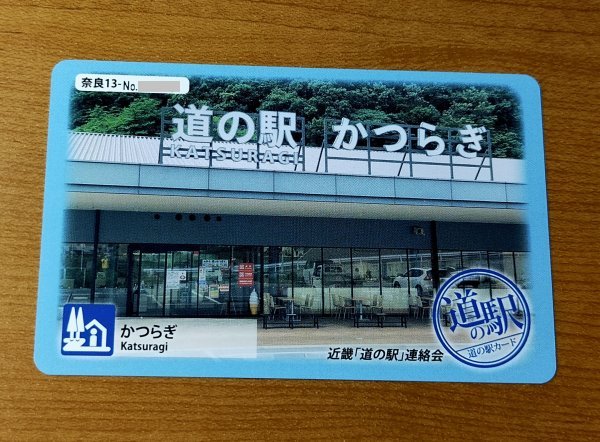 奈良13-No.
道の駅 かつらぎ
KATSURAGI
かつらぎ
Katsuragi
近畿「道の駅」連絡会
道の駅
道の駅カード